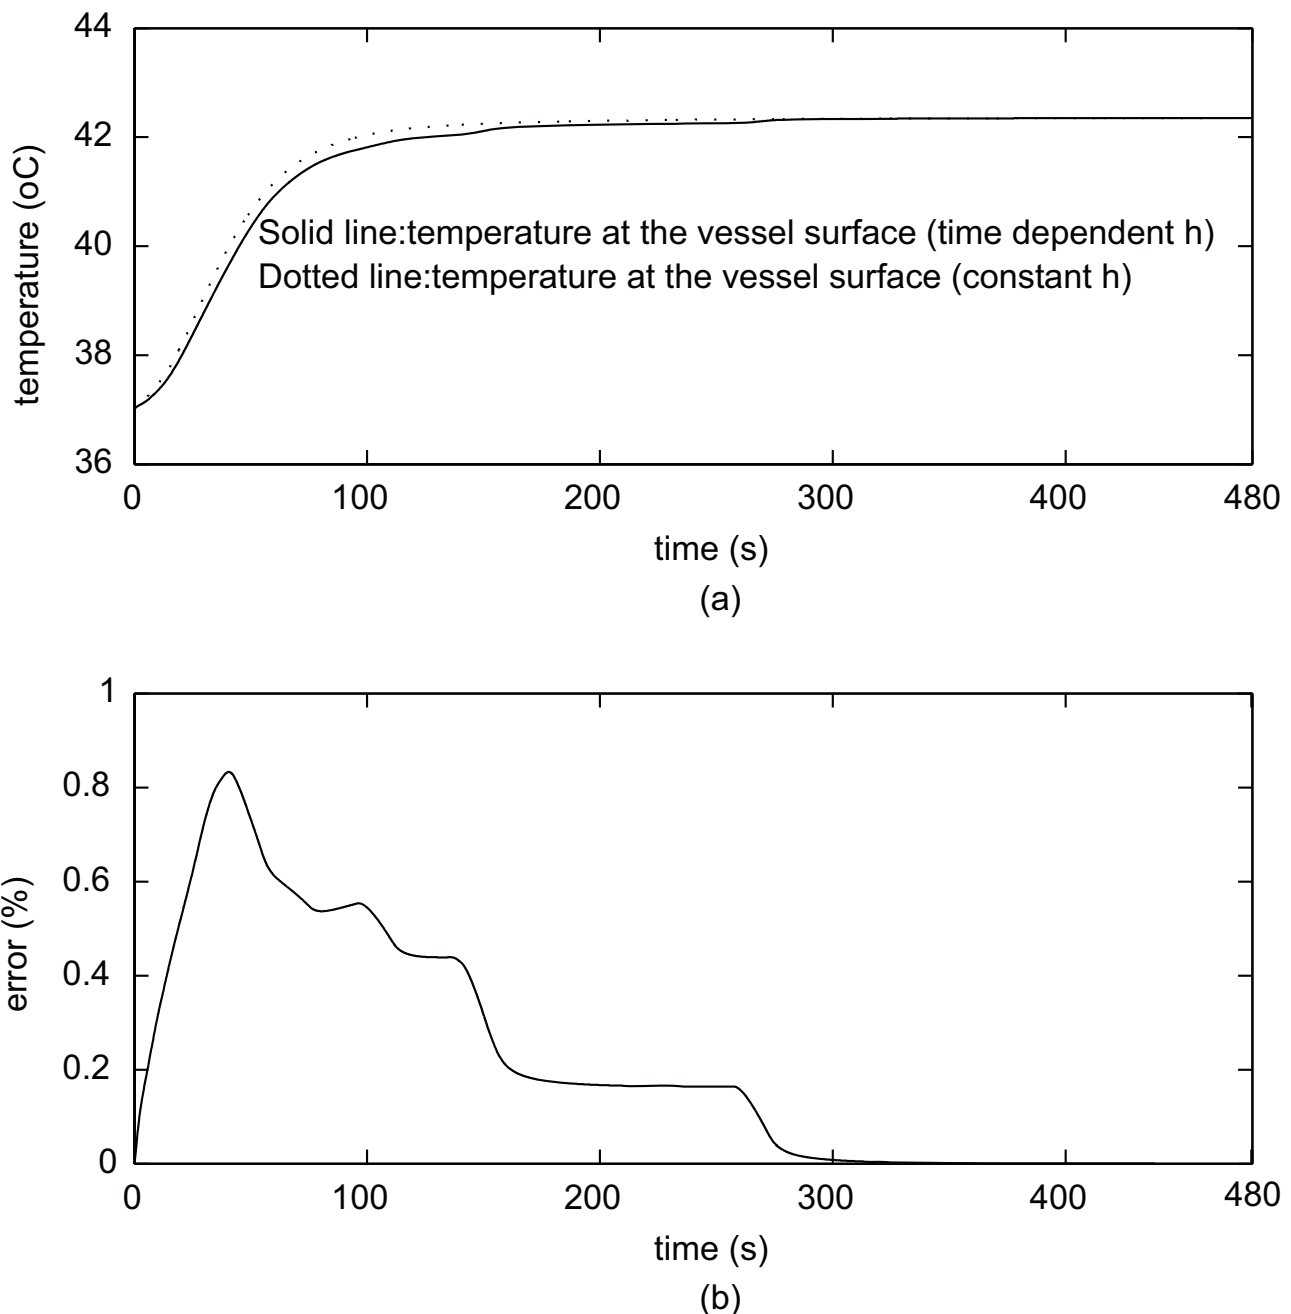 44
42
40
38
36
temperature (oC)
Solid line:temperature at the vessel surface (time dependent h)
Dotted line:temperature at the vessel surface (constant h)
0 100 200 300 400 480
time (s)
(a)
1
0.8
0.6
0.4
0.2
0
error (%)
0 100 200 300 400 480
time (s)
(b)